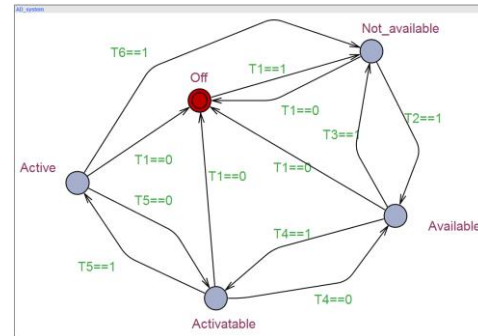 AD_system
Not_available
T6==1
Off
T1==1
T1==0
T2==1
T3==1
T1==0
T1==0
T1==0
Active
T5==0
T4==1
Available
T5==1
T4==0
Activatable